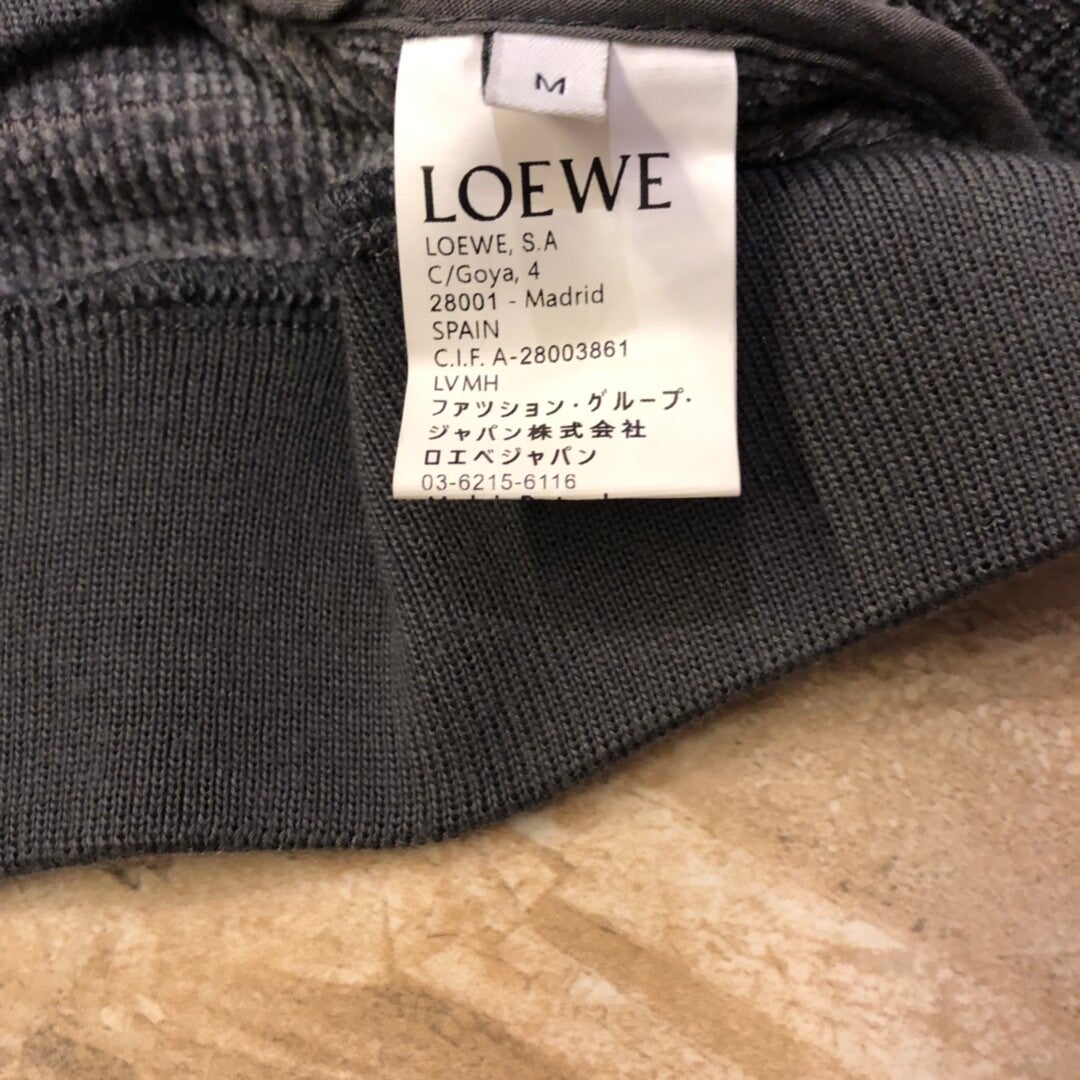 M
LOEWE
LOEWE, S.A
C/Goya, 4
28001 - Madrid
SPAIN
C.I.F. A-28003861
LVMH
ファツション・グループ・
ジャパン株式会社
ロエベジャパン
03-6215-6116